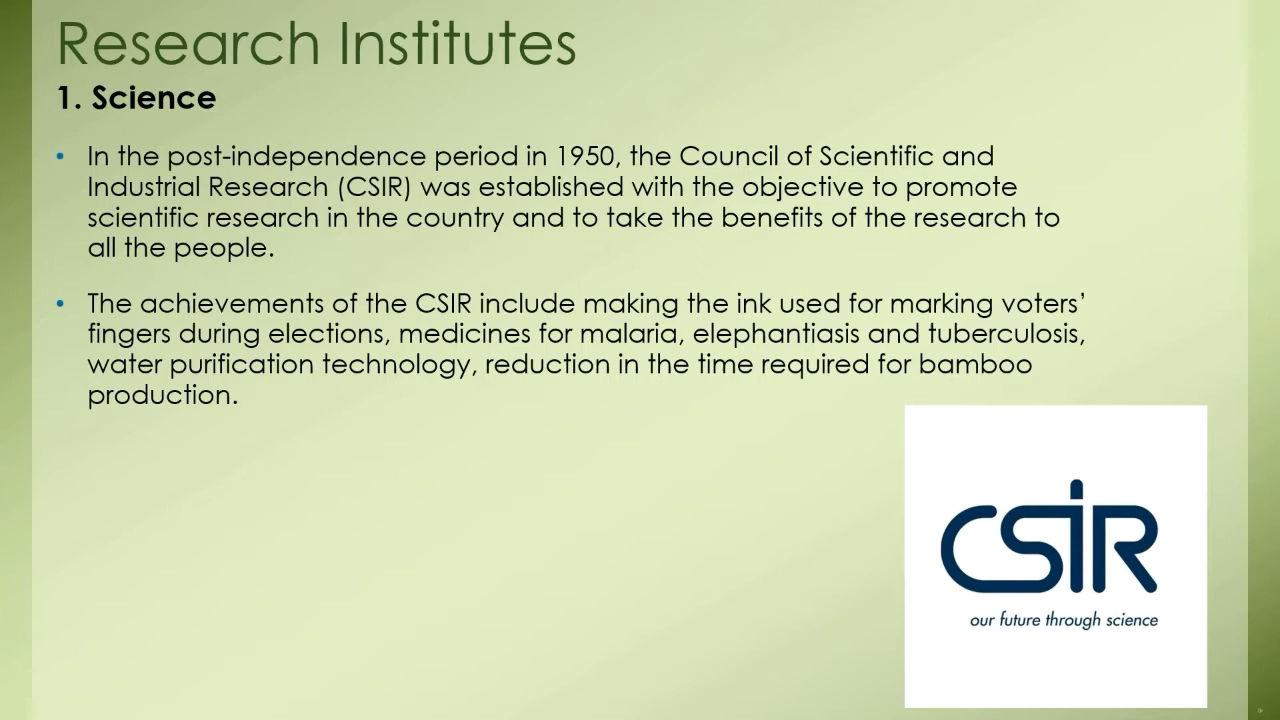 Research Institutes
1. Science
• In the post-independence period in 1950, the Council of Scientific and
Industrial Research (CSIR) was established with the objective to promote
scientific research in the country and to take the benefits of the research to
all the people.
• The achievements of the CSIR include making the ink used for marking voters’
fingers during elections, medicines for malaria, elephantiasis and tuberculosis,
water purification technology, reduction in the time required for bamboo
production.
CSIR
our future through science